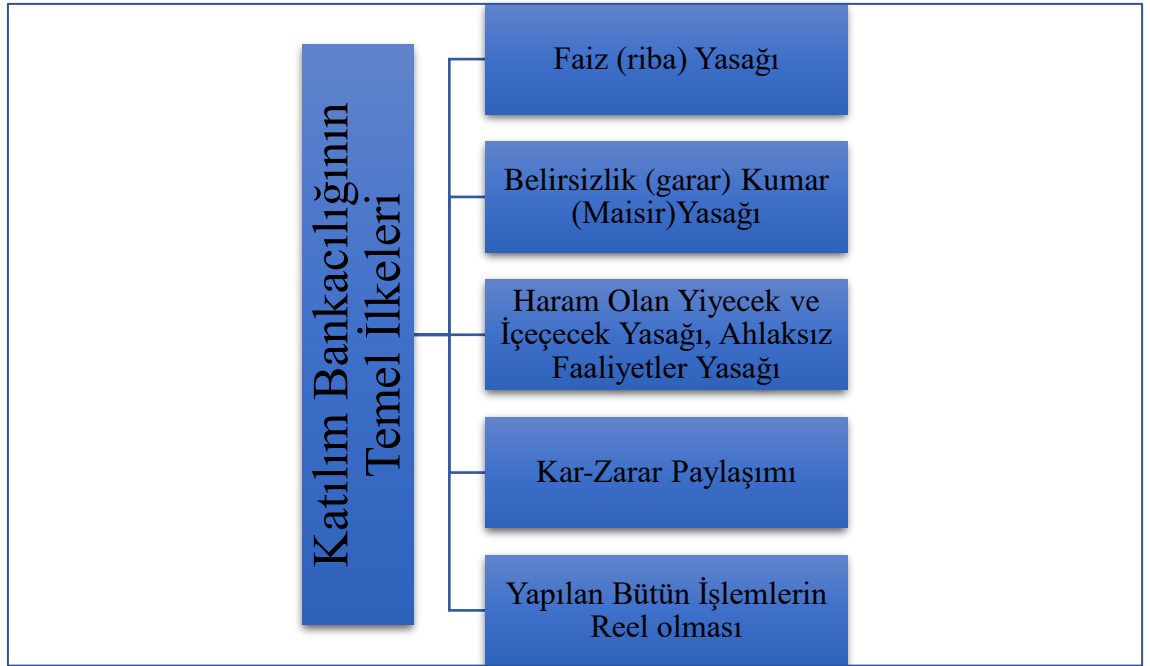 Katılım Bankacılığının
Temel İlkeleri
Faiz (riba) Yasağı
Belirsizlik (garar) Kumar
(Maisir)Yasağı
Haram Olan Yiyecek ve
İçeçecek Yasağı, Ahlaksız
Faaliyetler Yasağı
Kar-Zarar Paylaşımı
Yapılan Bütün İşlemlerin
Reel olması